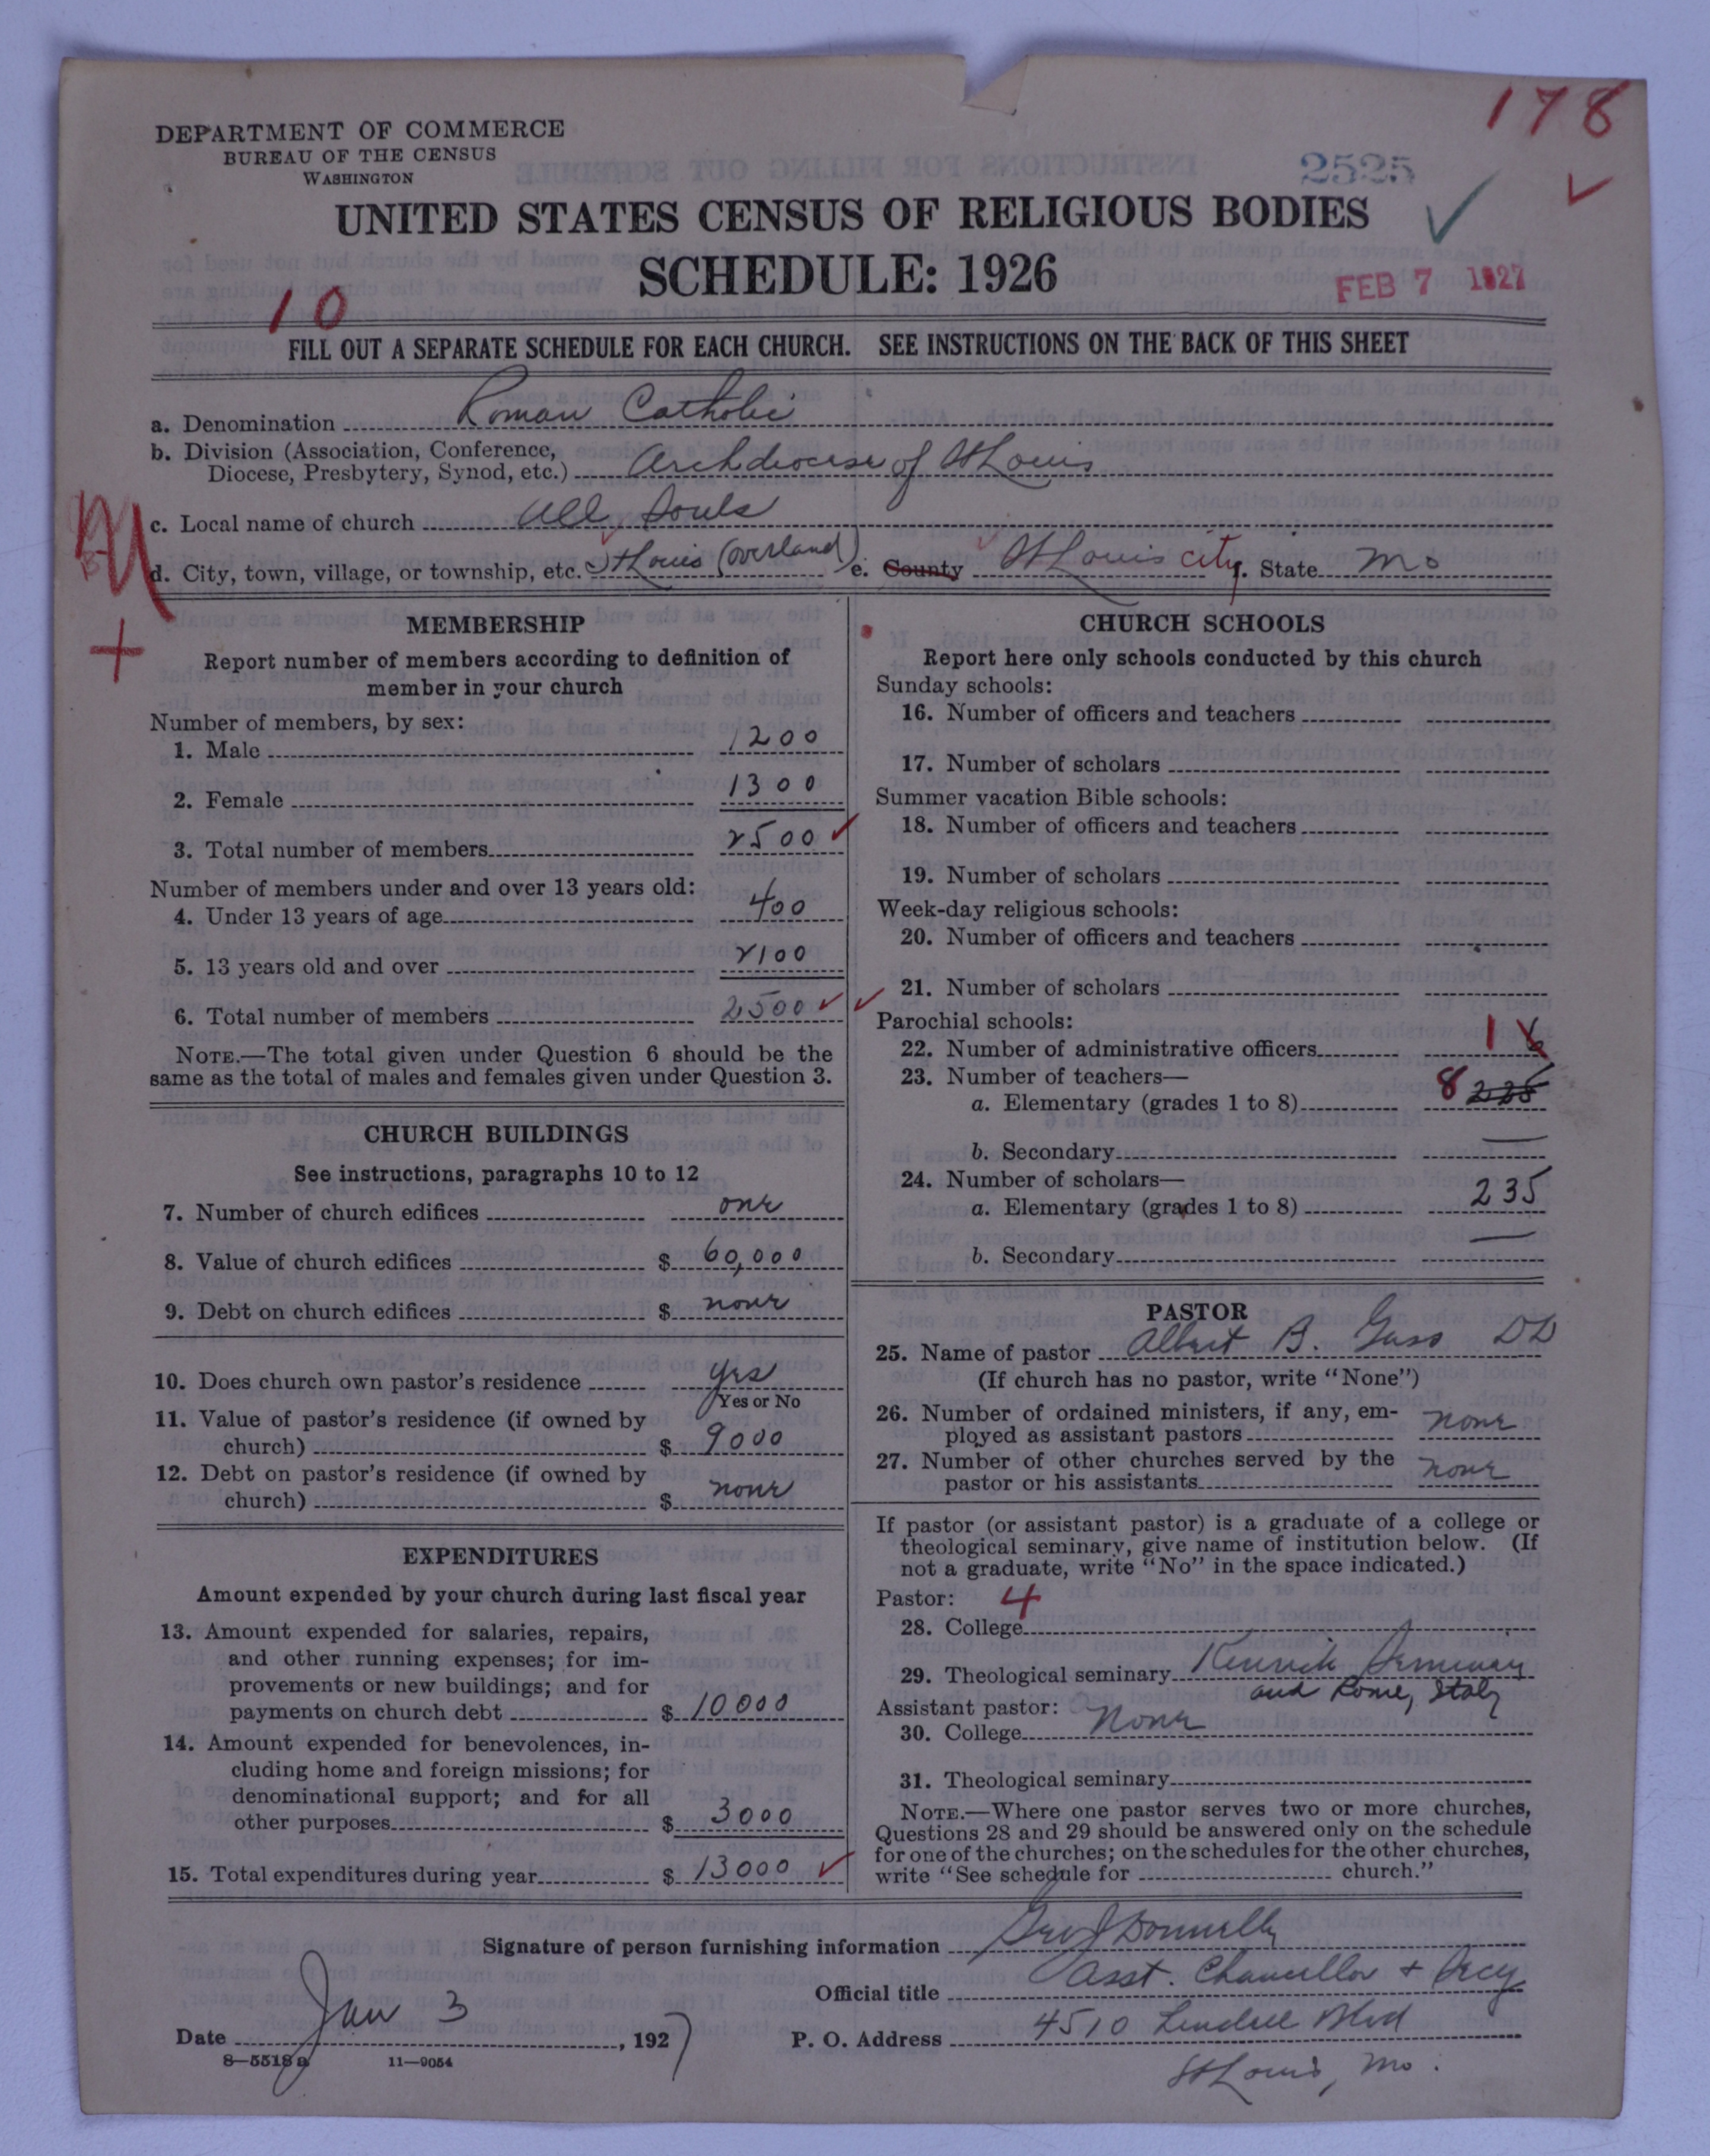 178
DEPARTMENT OF COMMERCE
BUREAU OF THE CENSUS
WASHINGTON
2525
UNITED STATES CENSUS OF RELIGIOUS BODIES
SCHEDULE: 1926
FEB 7 1927
10
FILL OUT A SEPARATE SCHEDULE FOR EACH CHURCH. SEE INSTRUCTIONS ON THE BACK OF THIS SHEET
a. Denomination Roman Catholic
b. Division (Association, Conference,
Diocese, Presbytery, Synod, etc.) Archdiocese of St Louis
c. Local name of church All Souls
d. City, town, village, or township, etc. St Louis (Overland) e. County St Louis city f. State Mo
+
MEMBERSHIP
Report number of members according to definition of
member in your church
Number of members, by sex:
1. Male 1200
2. Female 1300
3. Total number of members 2500
Number of members under and over 13 years old:
4. Under 13 years of age 400
5. 13 years old and over 2100
6. Total number of members 2500
NOTE.—The total given under Question 6 should be the
same as the total of males and females given under Question 3.
CHURCH BUILDINGS
See instructions, paragraphs 10 to 12
7. Number of church edifices one
8. Value of church edifices $ 60,000
9. Debt on church edifices $ none
10. Does church own pastor's residence yes
Yes or No
11. Value of pastor's residence (if owned by
church) $ 9000
12. Debt on pastor's residence (if owned by
church) $ none
EXPENDITURES
Amount expended by your church during last fiscal year
13. Amount expended for salaries, repairs,
and other running expenses; for im-
provements or new buildings; and for
payments on church debt $ 10000
14. Amount expended for benevolences, in-
cluding home and foreign missions; for
denominational support; and for all
other purposes $ 3000
15. Total expenditures during year $ 13000
CHURCH SCHOOLS
Report here only schools conducted by this church
Sunday schools:
16. Number of officers and teachers
17. Number of scholars
Summer vacation Bible schools:
18. Number of officers and teachers
19. Number of scholars
Week-day religious schools:
20. Number of officers and teachers
21. Number of scholars
Parochial schools:
22. Number of administrative officers 1
23. Number of teachers—
a. Elementary (grades 1 to 8) 8
b. Secondary —
24. Number of scholars—
a. Elementary (grades 1 to 8) 235
b. Secondary —
PASTOR
25. Name of pastor Albert B. Gass DD
(If church has no pastor, write "None")
26. Number of ordained ministers, if any, em-
ployed as assistant pastors none
27. Number of other churches served by the
pastor or his assistants none
If pastor (or assistant pastor) is a graduate of a college or
theological seminary, give name of institution below. (If
not a graduate, write "No" in the space indicated.)
Pastor: 4
28. College
29. Theological seminary Kenrick Seminary
and Rome, Italy
Assistant pastor:
30. College None
31. Theological seminary
NOTE.—Where one pastor serves two or more churches,
Questions 28 and 29 should be answered only on the schedule
for one of the churches; on the schedules for the other churches,
write "See schedule for church."
Signature of person furnishing information Geo J Donnelly
Official title Asst. Chancellor + Secy
Date Jan 3, 1927 P. O. Address 4510 Lindell Blvd
St Louis, Mo.
8—5518a 11—9054